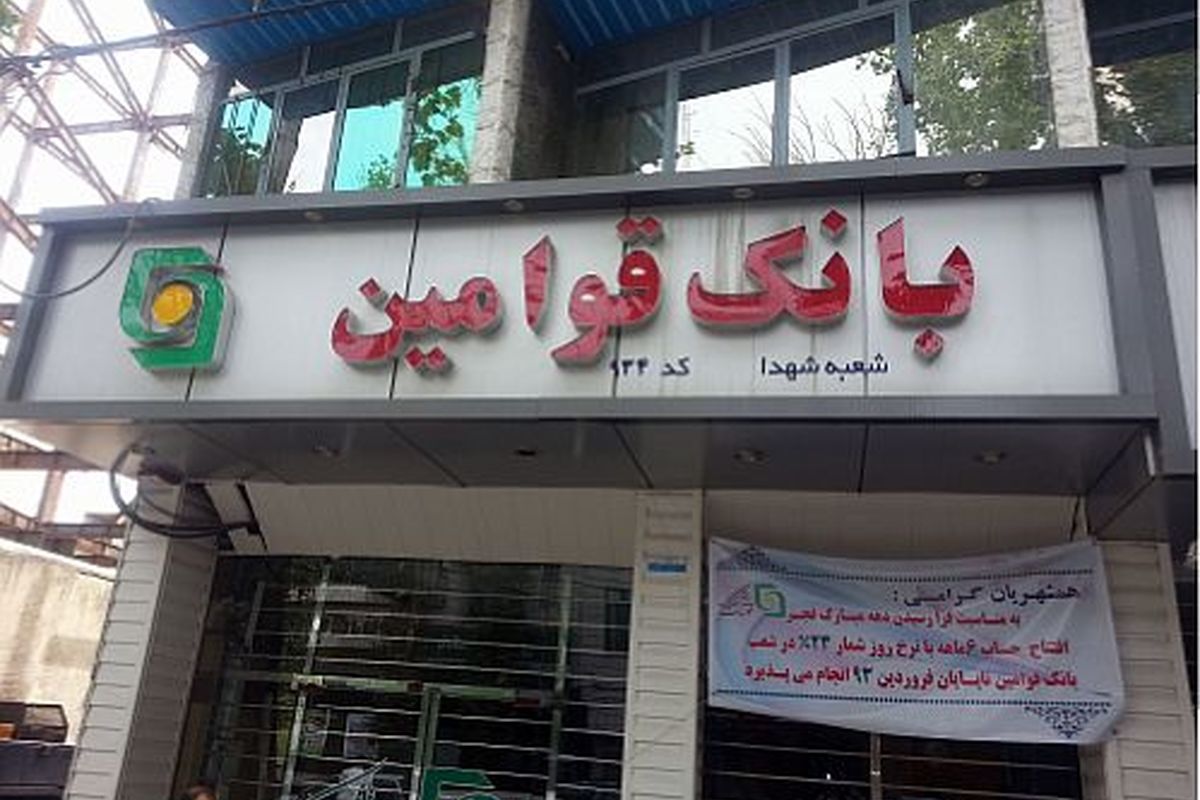 بانک قوامین
شعبه شهدا کد ۹۳۴
همشهریان گرامی :
به مناسبت فرا رسیدن دهه مبارک فجر
افتتاح حساب ۶ ماهه با نرخ روز شمار ۲۳٪ در شعب
بانک قوامین تا پایان فروردین ۹۳ انجام می پذیرد